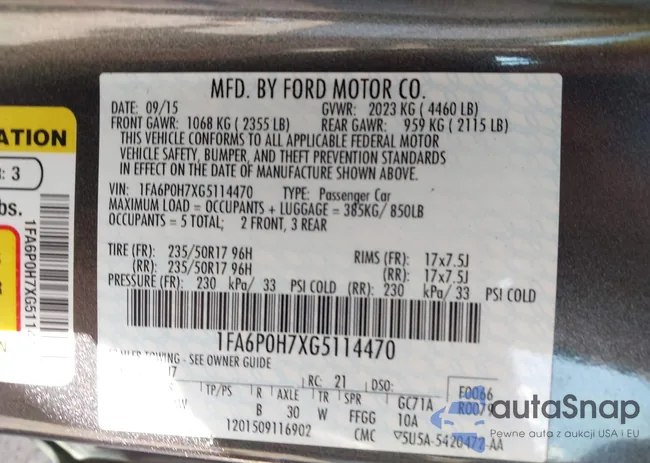 MFD. BY FORD MOTOR CO.
DATE: 09/15 GVWR: 2023 KG ( 4460 LB)
FRONT GAWR: 1068 KG ( 2355 LB) REAR GAWR: 959 KG ( 2115 LB)
THIS VEHICLE CONFORMS TO ALL APPLICABLE FEDERAL MOTOR
VEHICLE SAFETY, BUMPER, AND THEFT PREVENTION STANDARDS
IN EFFECT ON THE DATE OF MANUFACTURE SHOWN ABOVE.
VIN: 1FA6P0H7XG5114470 TYPE: Passenger Car
MAXIMUM LOAD = OCCUPANTS + LUGGAGE = 385KG/ 850LB
OCCUPANTS = 5 TOTAL; 2 FRONT, 3 REAR
TIRE (FR): 235/50R17 96H RIMS (FR): 17x7.5J
(RR): 235/50R17 96H (RR): 17x7.5J
PRESSURE (FR): 230 kPa/ 33 PSI COLD (RR): 230 kPa/ 33 PSI COLD
1FA6P0H7XG5114470
TOWING - SEE OWNER GUIDE
RC: 21 DSO: F0066
TP/PS R AXLE TR SPR GC71A
B 30 W FFGG 10A
1201509116902 CMC ▽5USA-5420472-AA
ATION
: 3
bs.
1FA6P0H7XG511
S
R
N
autoSnap
Pewne auta z aukcji USA i EU